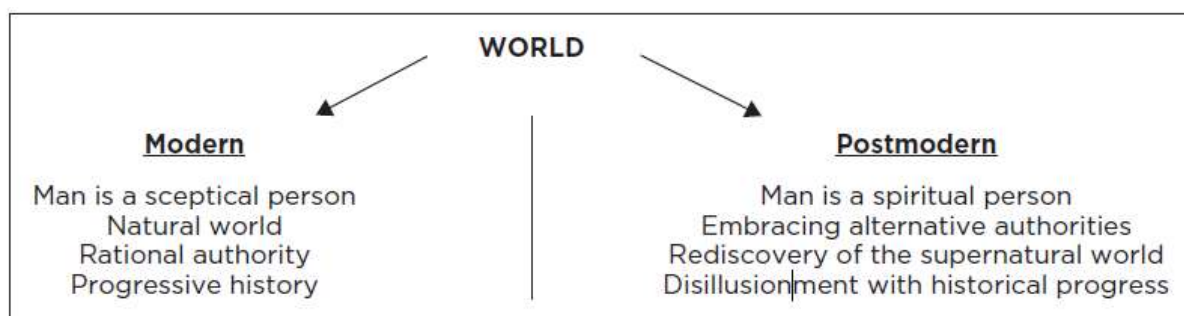 WORLD
Modern
Man is a sceptical person
Natural world
Rational authority
Progressive history
Postmodern
Man is a spiritual person
Embracing alternative authorities
Rediscovery of the supernatural world
Disillusionment with historical progress